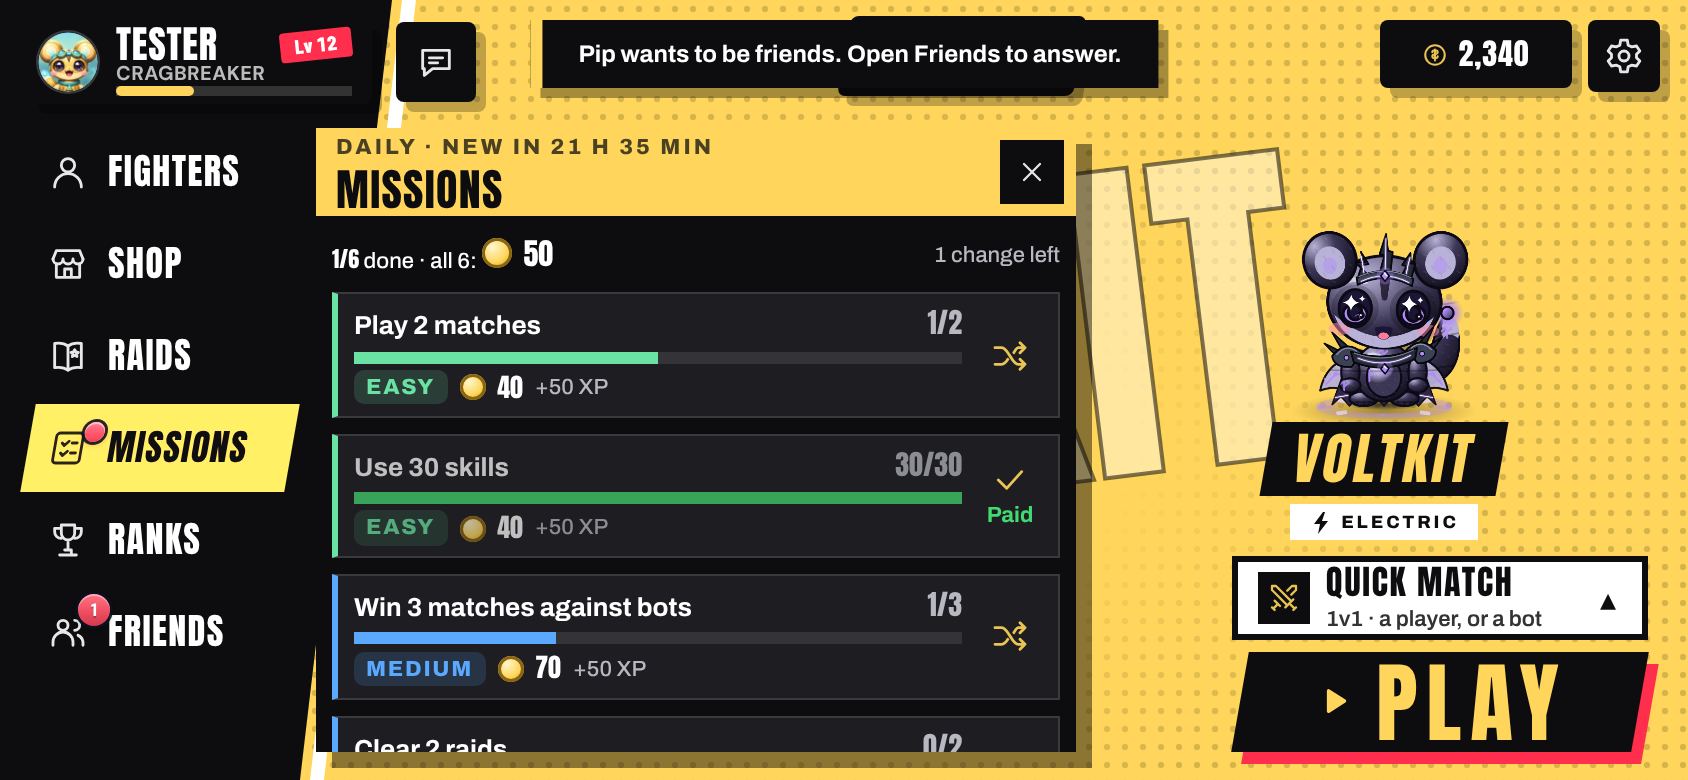 TESTER
Lv 12
CRAGBREAKER
Pip wants to be friends. Open Friends to answer.
2,340
FIGHTERS
SHOP
RAIDS
MISSIONS
RANKS
1
FRIENDS
DAILY · NEW IN 21 H 35 MIN
MISSIONS
1/6 done · all 6: 50
1 change left
Play 2 matches 1/2
EASY 40 +50 XP
Use 30 skills 30/30
EASY 40 +50 XP
Paid
Win 3 matches against bots 1/3
MEDIUM 70 +50 XP
Clear 2 raids 0/2
IT
VOLTKIT
ELECTRIC
QUICK MATCH
1v1 · a player, or a bot
PLAY